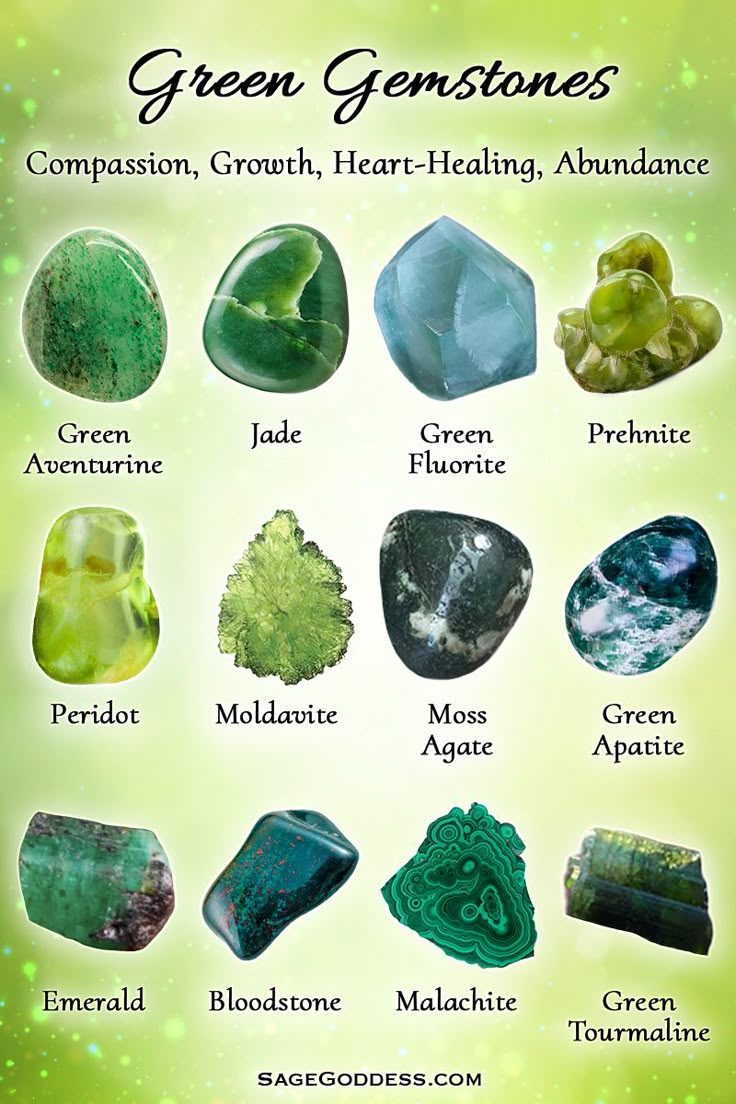 Green Gemstones
Compassion, Growth, Heart-Healing, Abundance
Green
Aventurine
Jade
Green
Fluorite
Prehnite
Peridot
Moldavite
Moss
Agate
Green
Apatite
Emerald
Bloodstone
Malachite
Green
Tourmaline
SageGoddess.com